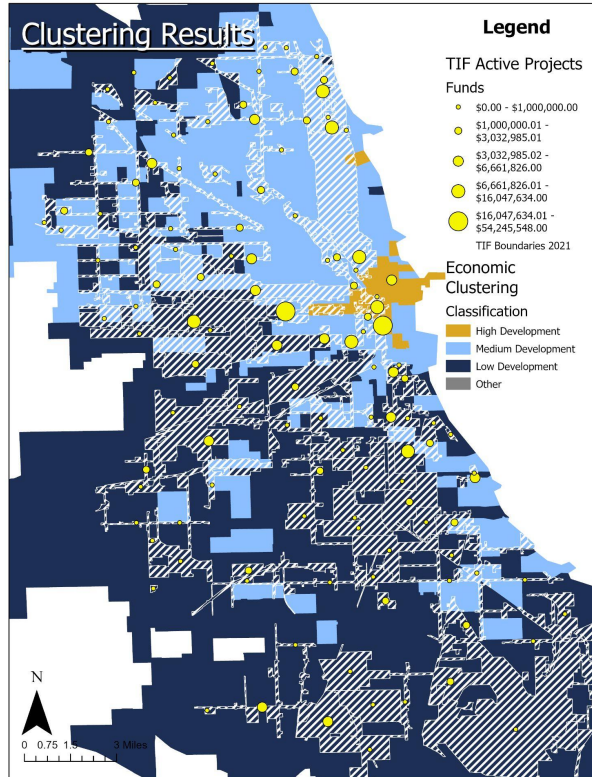 Clustering Results
Legend
TIF Active Projects
Funds
$0.00 - $1,000,000.00
$1,000,000.01 -
$3,032,985.01
$3,032,985.02 -
$6,661,826.00
$6,661,826.01 -
$16,047,634.00
$16,047,634.01 -
$54,245,548.00
TIF Boundaries 2021
Economic
Clustering
Classification
High Development
Medium Development
Low Development
Other
N
0 0.75 1.5 3 Miles